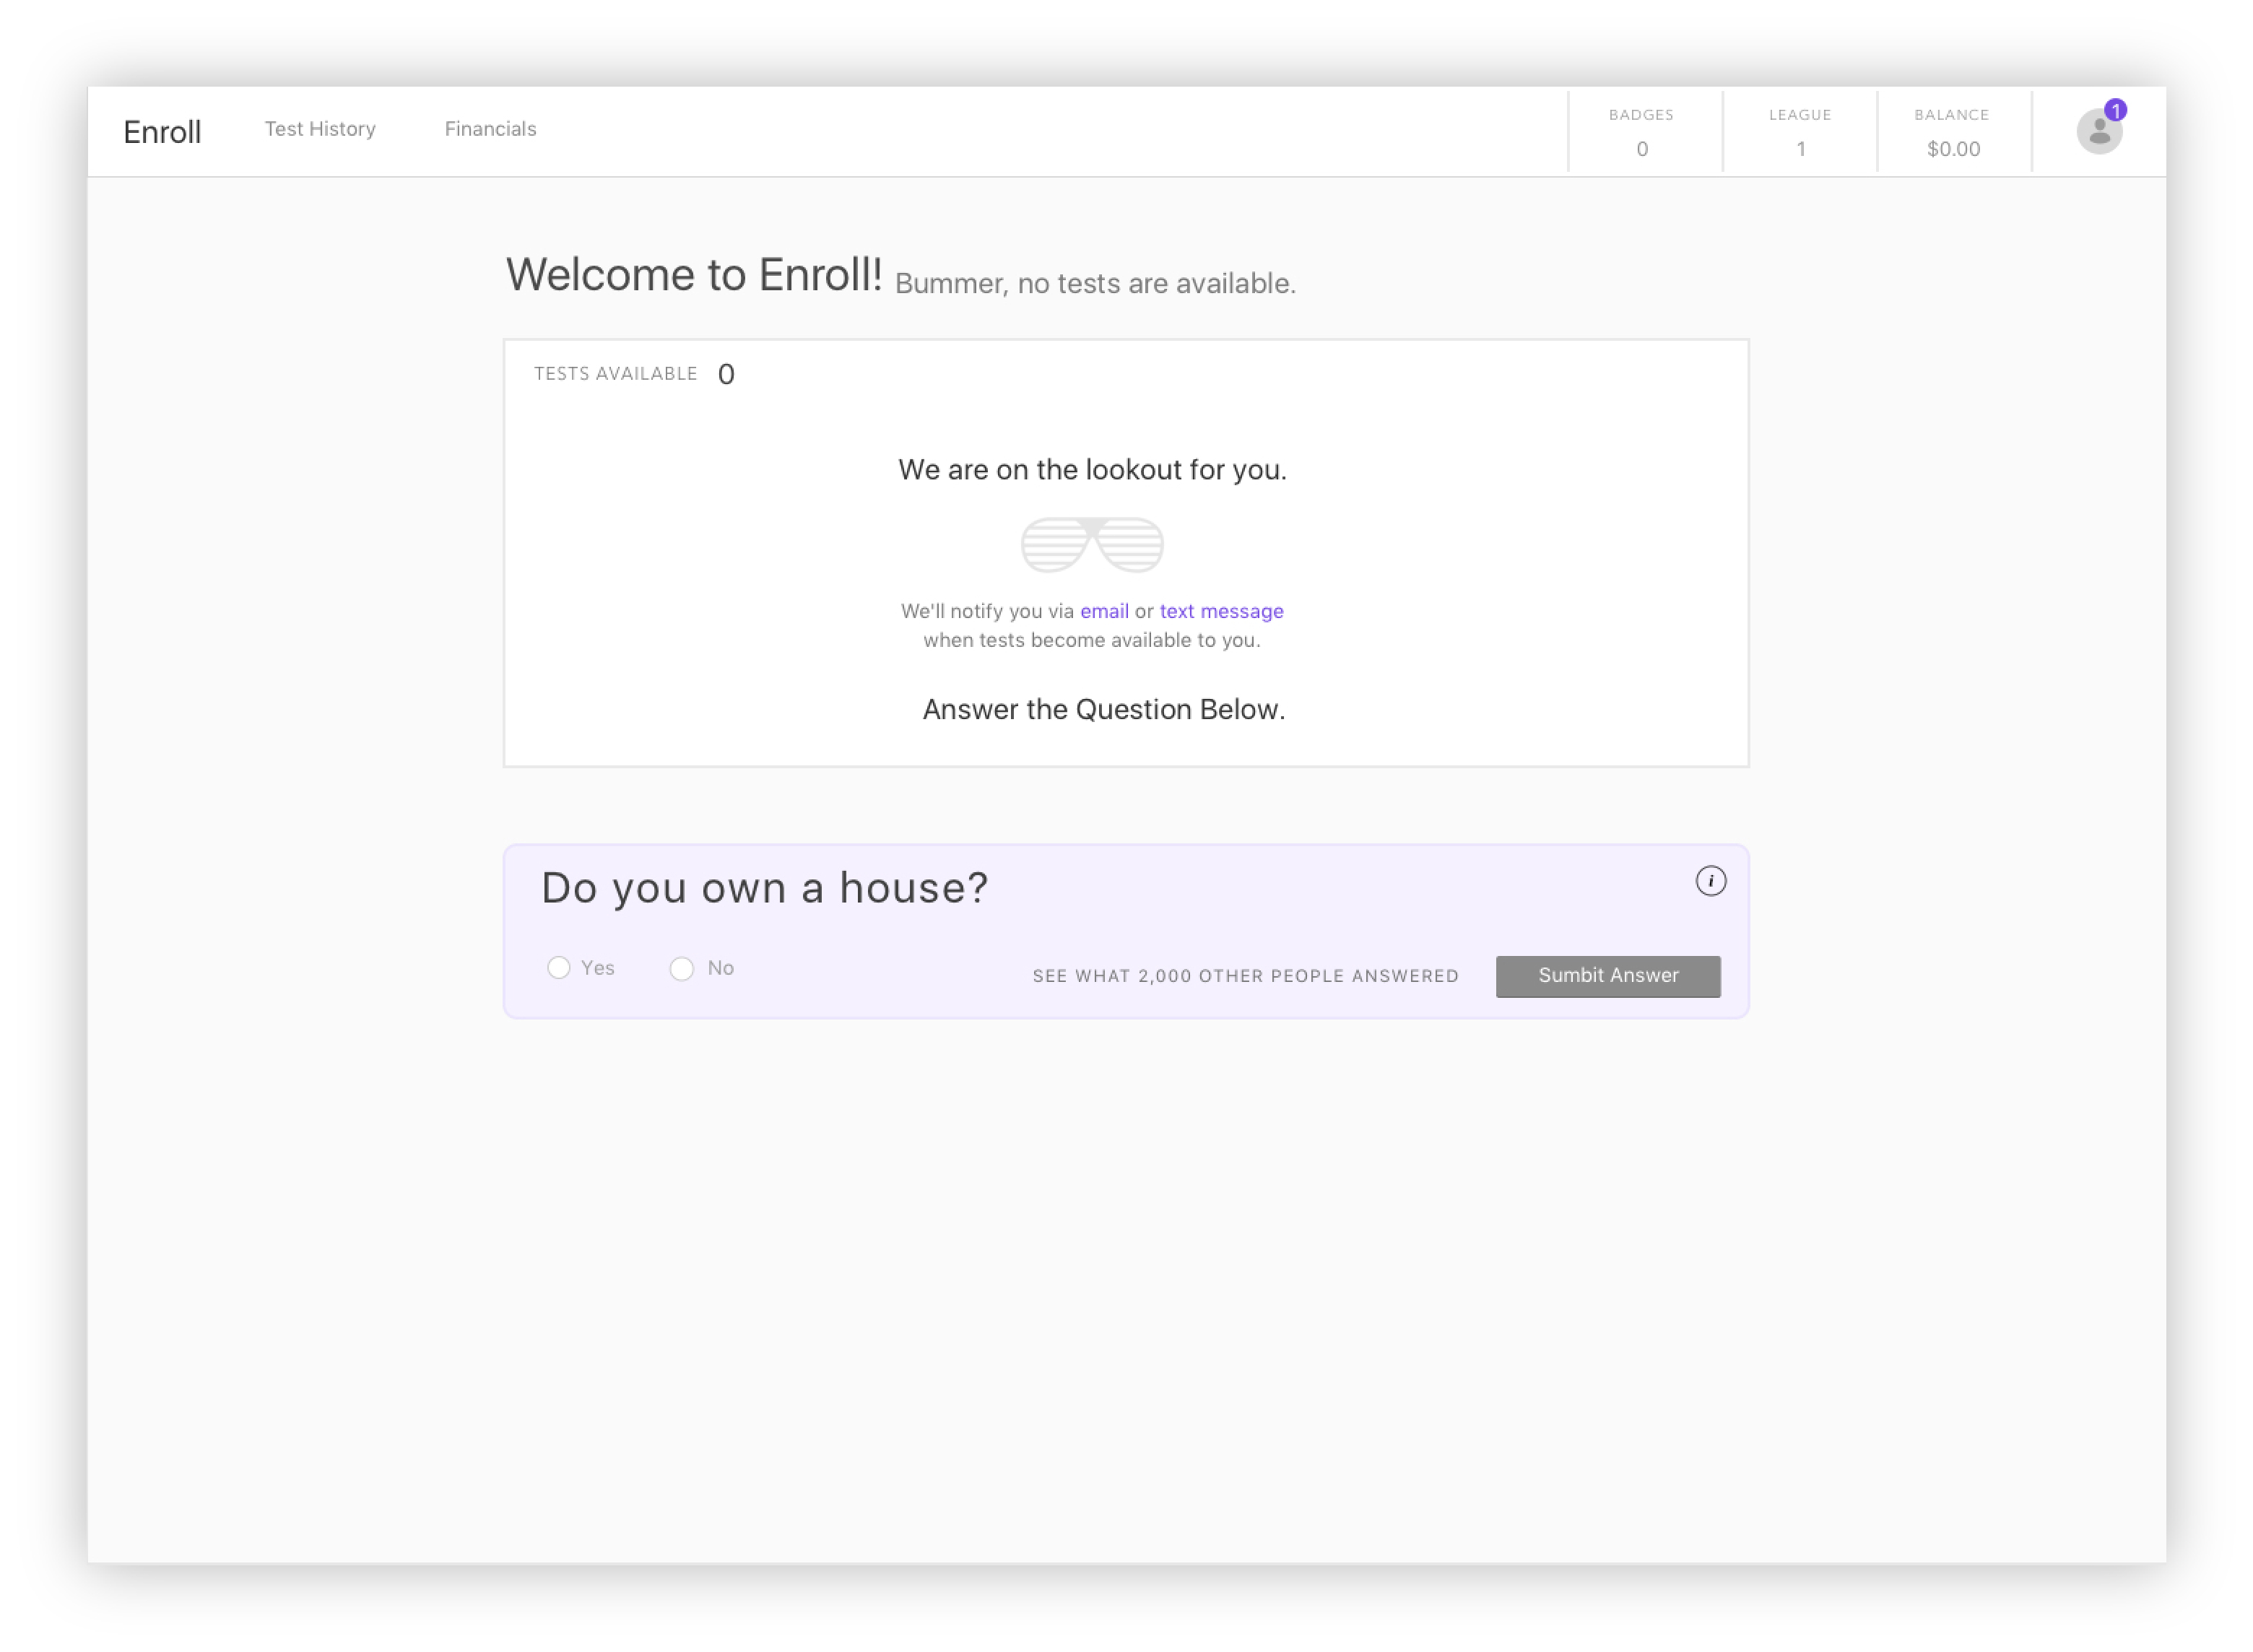 Enroll
Test History
Financials
BADGES
0
LEAGUE
1
BALANCE
$0.00
1
Welcome to Enroll! Bummer, no tests are available.
TESTS AVAILABLE 0
We are on the lookout for you.
We'll notify you via email or text message
when tests become available to you.
Answer the Question Below.
Do you own a house?
i
Yes
No
SEE WHAT 2,000 OTHER PEOPLE ANSWERED
Sumbit Answer